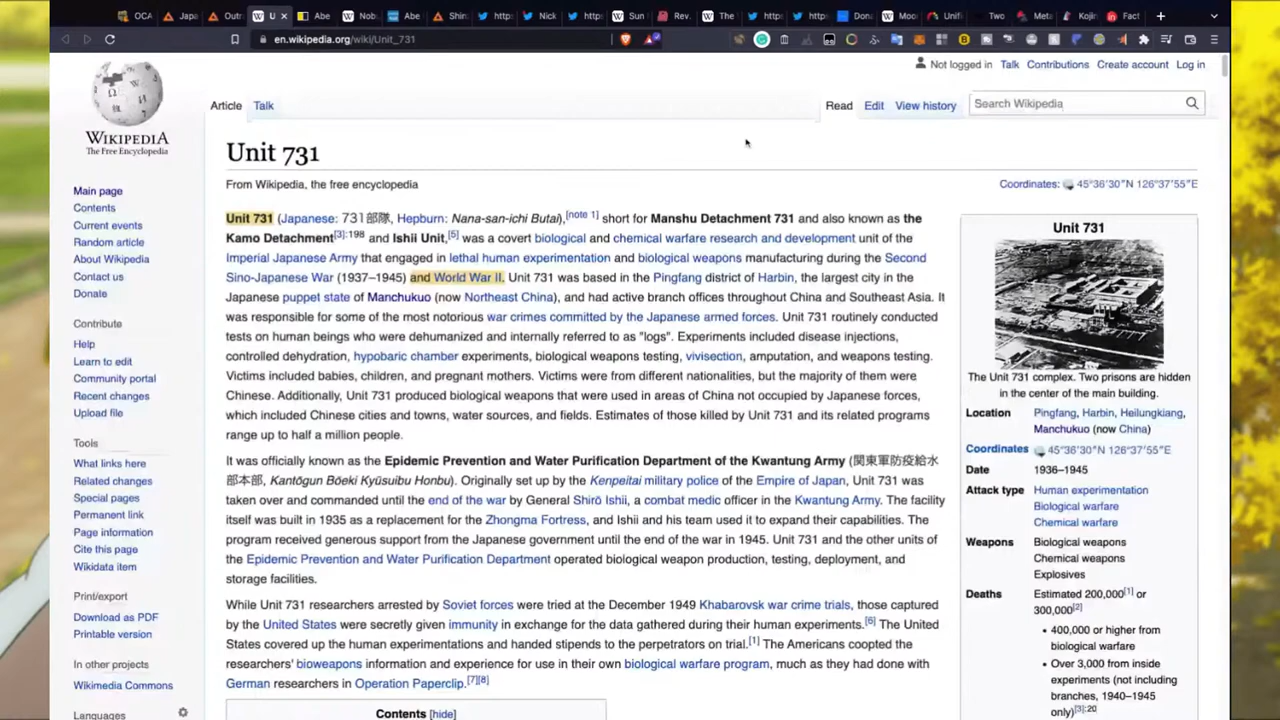 OCA
Japa
Outr
U
Abe
Nob
Abe
Shin
https
Nick
https
Sun
Rev.
The
https
https
Don
Moo
Unifi
Two
Meta
Kojin
Fact
en.wikipedia.org/wiki/Unit_731
Not logged in Talk Contributions Create account Log in
Article Talk
Read Edit View history
Search Wikipedia
WIKIPEDIA
The Free Encyclopedia
Main page
Contents
Current events
Random article
About Wikipedia
Contact us
Donate
Contribute
Help
Learn to edit
Community portal
Recent changes
Upload file
Tools
What links here
Related changes
Special pages
Permanent link
Page information
Cite this page
Wikidata item
Print/export
Download as PDF
Printable version
In other projects
Wikimedia Commons
Languages
Unit 731
From Wikipedia, the free encyclopedia
Coordinates: 45°36′30″N 126°37′55″E
Unit 731 (Japanese: 731部隊, Hepburn: Nana-san-ichi Butai),[note 1] short for Manshu Detachment 731 and also known as the
Kamo Detachment[3]:198 and Ishii Unit,[5] was a covert biological and chemical warfare research and development unit of the
Imperial Japanese Army that engaged in lethal human experimentation and biological weapons manufacturing during the Second
Sino-Japanese War (1937–1945) and World War II. Unit 731 was based in the Pingfang district of Harbin, the largest city in the
Japanese puppet state of Manchukuo (now Northeast China), and had active branch offices throughout China and Southeast Asia. It
was responsible for some of the most notorious war crimes committed by the Japanese armed forces. Unit 731 routinely conducted
tests on human beings who were dehumanized and internally referred to as "logs". Experiments included disease injections,
controlled dehydration, hypobaric chamber experiments, biological weapons testing, vivisection, amputation, and weapons testing.
Victims included babies, children, and pregnant mothers. Victims were from different nationalities, but the majority of them were
Chinese. Additionally, Unit 731 produced biological weapons that were used in areas of China not occupied by Japanese forces,
which included Chinese cities and towns, water sources, and fields. Estimates of those killed by Unit 731 and its related programs
range up to half a million people.
It was officially known as the Epidemic Prevention and Water Purification Department of the Kwantung Army (関東軍防疫給水
部本部, Kantōgun Bōeki Kyūsuibu Honbu). Originally set up by the Kenpeitai military police of the Empire of Japan, Unit 731 was
taken over and commanded until the end of the war by General Shirō Ishii, a combat medic officer in the Kwantung Army. The facility
itself was built in 1935 as a replacement for the Zhongma Fortress, and Ishii and his team used it to expand their capabilities. The
program received generous support from the Japanese government until the end of the war in 1945. Unit 731 and the other units of
the Epidemic Prevention and Water Purification Department operated biological weapon production, testing, deployment, and
storage facilities.
While Unit 731 researchers arrested by Soviet forces were tried at the December 1949 Khabarovsk war crime trials, those captured
by the United States were secretly given immunity in exchange for the data gathered during their human experiments.[6] The United
States covered up the human experimentations and handed stipends to the perpetrators on trial.[1] The Americans coopted the
researchers' bioweapons information and experience for use in their own biological warfare program, much as they had done with
German researchers in Operation Paperclip.[7][8]
Contents [hide]
Unit 731
The Unit 731 complex. Two prisons are hidden
in the center of the main building.
Location Pingfang, Harbin, Heilungkiang,
Manchukuo (now China)
Coordinates 45°36′30″N 126°37′55″E
Date 1936–1945
Attack type Human experimentation
Biological warfare
Chemical warfare
Weapons Biological weapons
Chemical weapons
Explosives
Deaths Estimated 200,000[1] or
300,000[2]
• 400,000 or higher from
biological warfare
• Over 3,000 from inside
experiments (not including
branches, 1940–1945
only)[3]:20